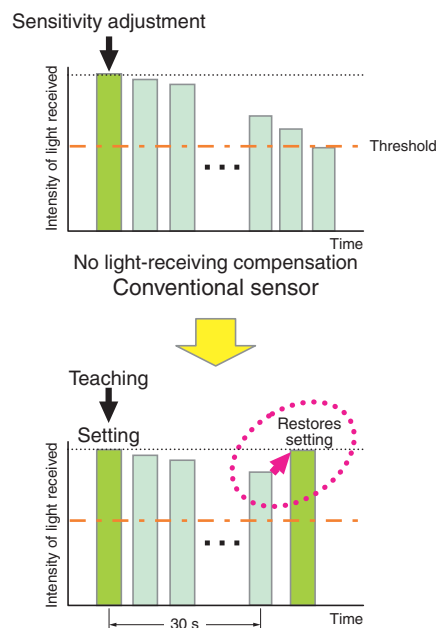 Sensitivity adjustment
Intensity of light received
Threshold
Time
No light-receiving compensation
Conventional sensor
Teaching
Setting
Restores
setting
Intensity of light received
Time
30 s